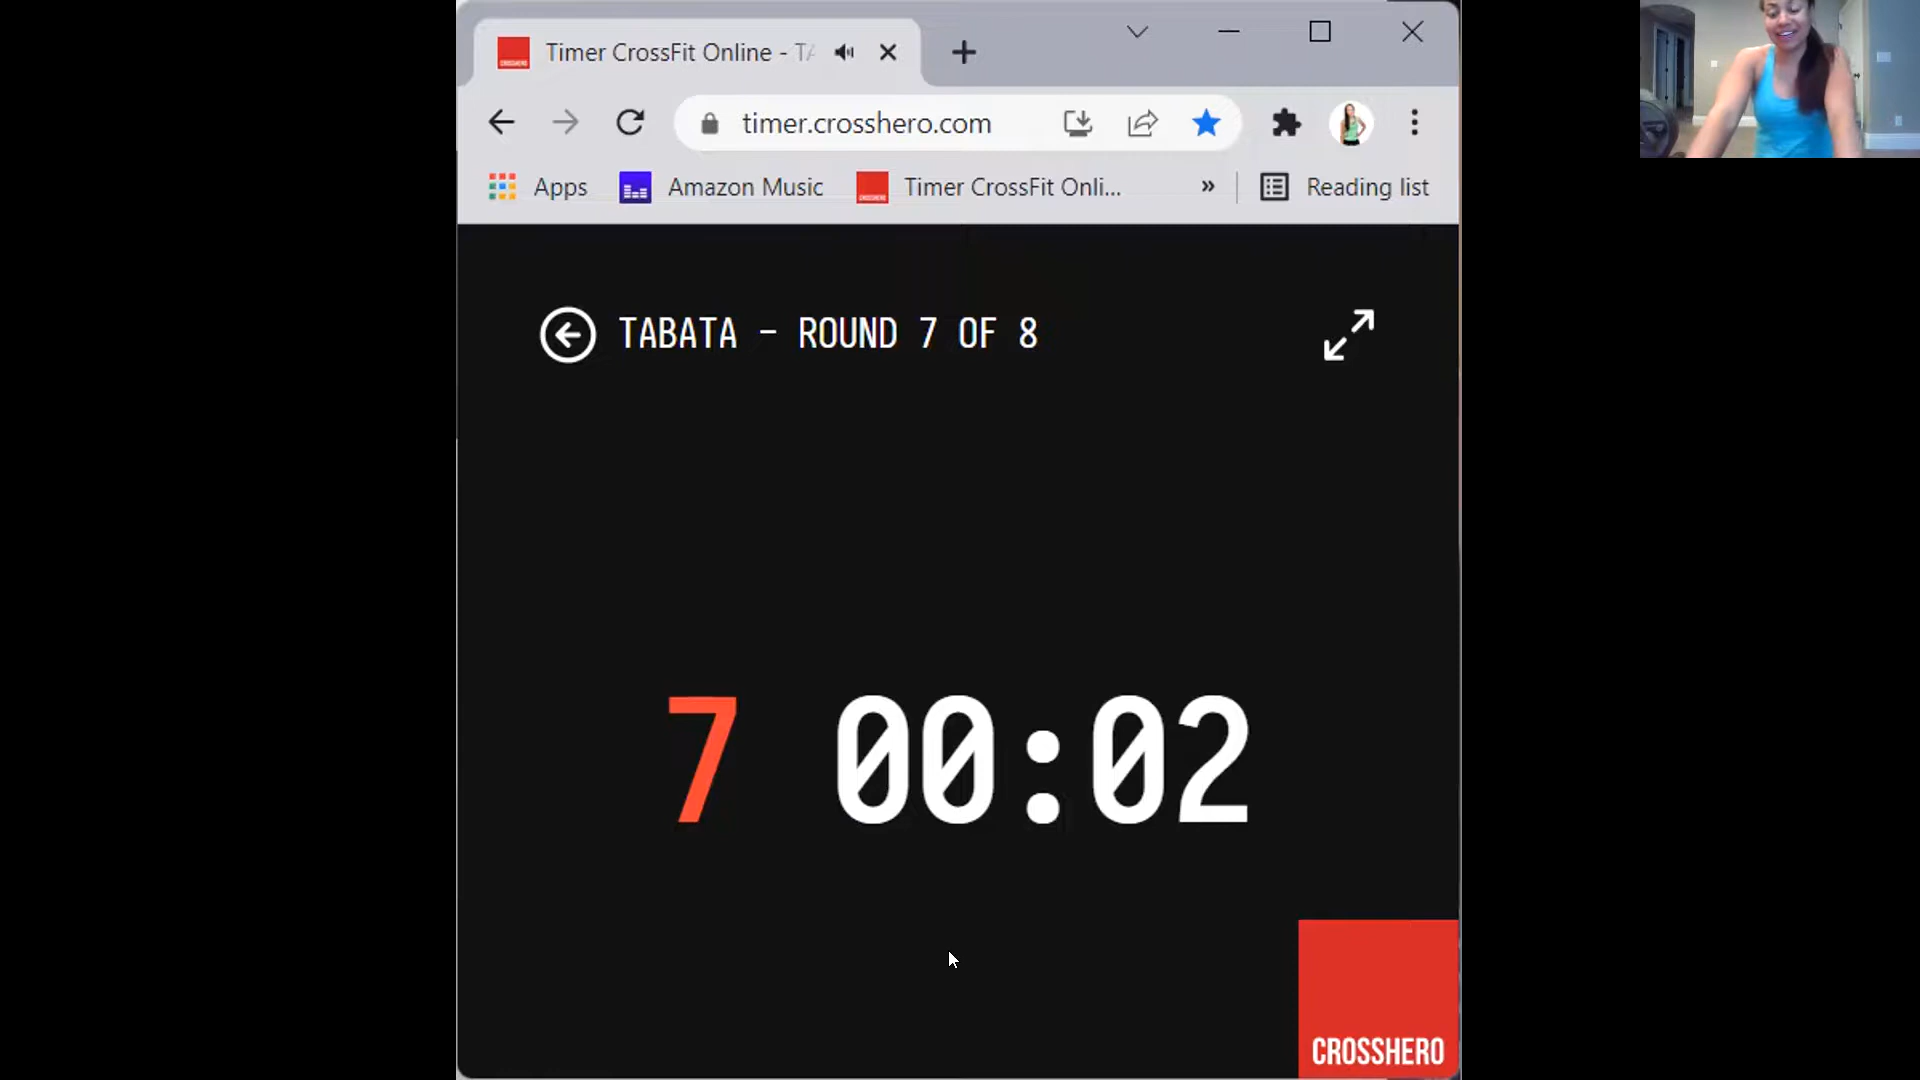 Timer CrossFit Online - TA
timer.crosshero.com
Apps
Amazon Music
Timer CrossFit Onli...
»
Reading list
TABATA - ROUND 7 OF 8
7 00:02
CROSSHERO